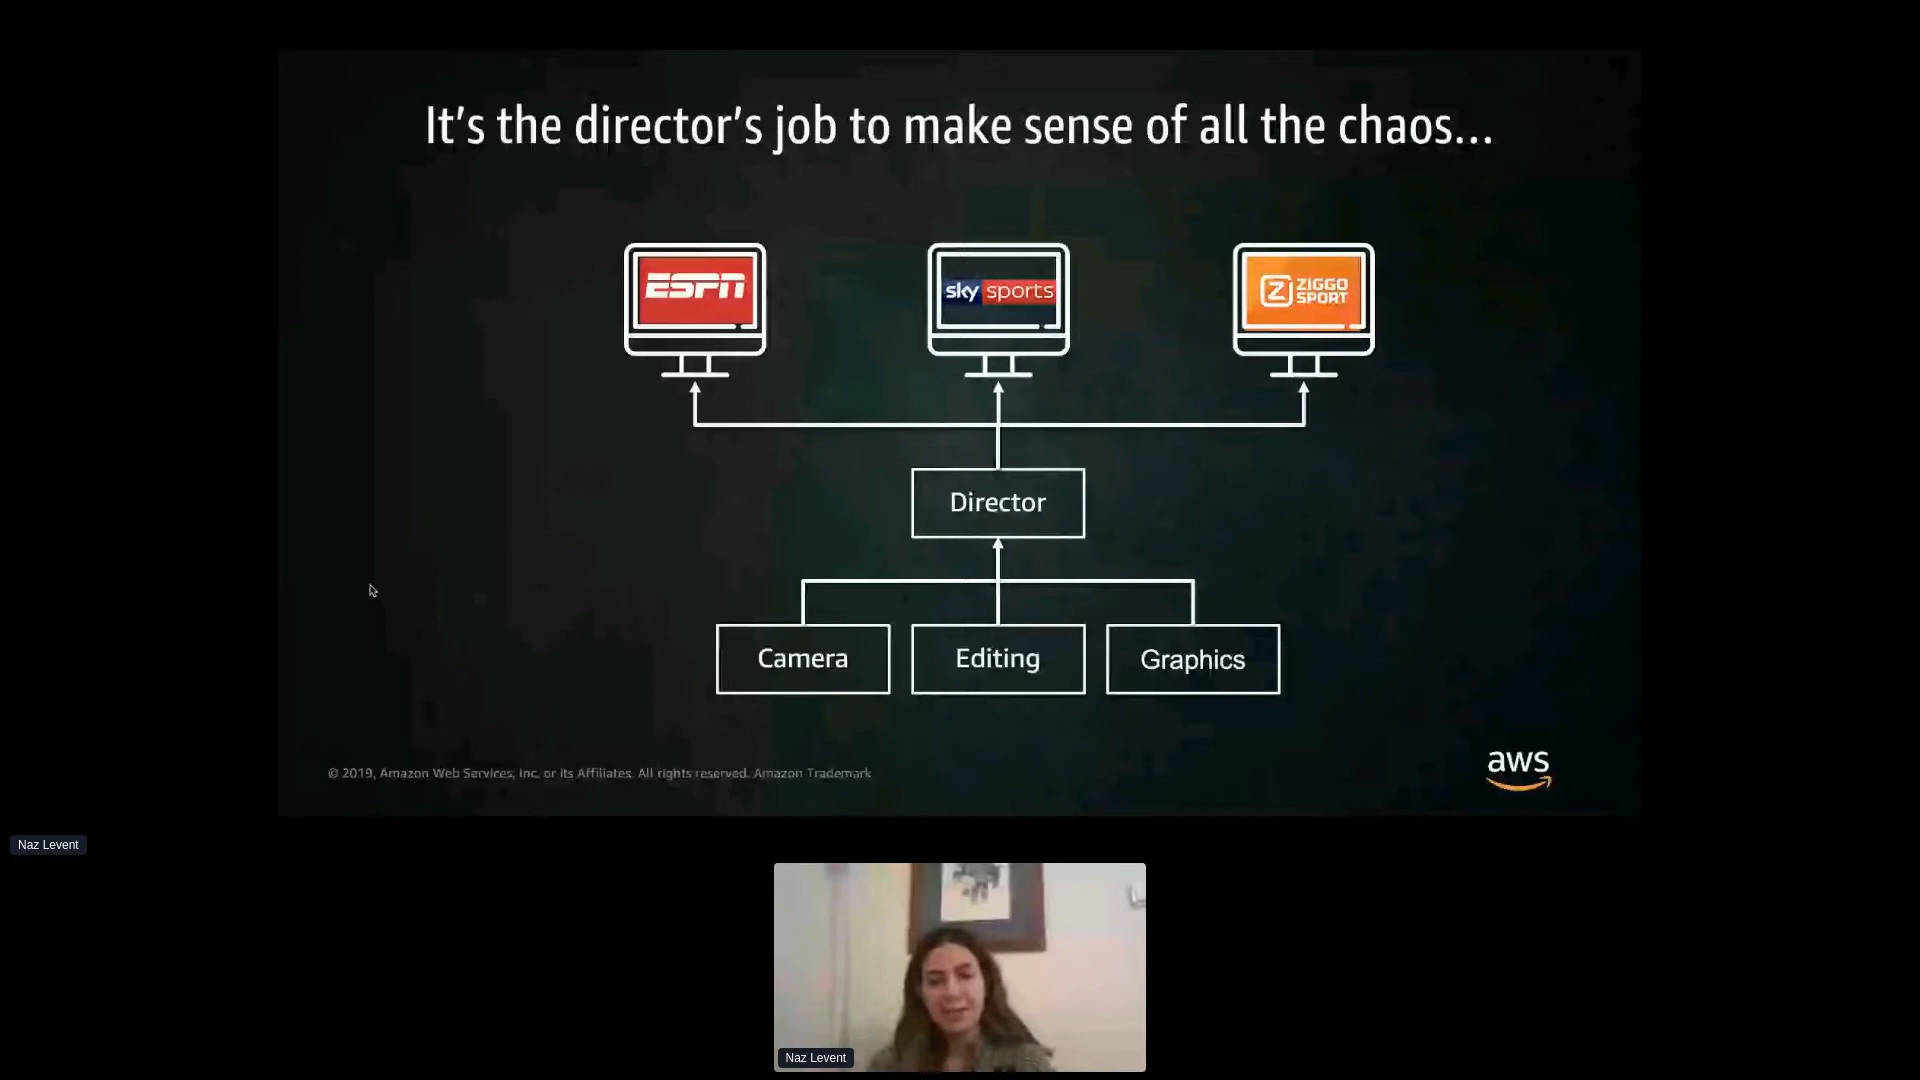 It's the director's job to make sense of all the chaos...
ESPN
sky sports
ZIGGO
SPORT
Director
Camera
Editing
Graphics
© 2019, Amazon Web Services, Inc. or its Affiliates. All rights reserved. Amazon Trademark
aws
Naz Levent
Naz Levent